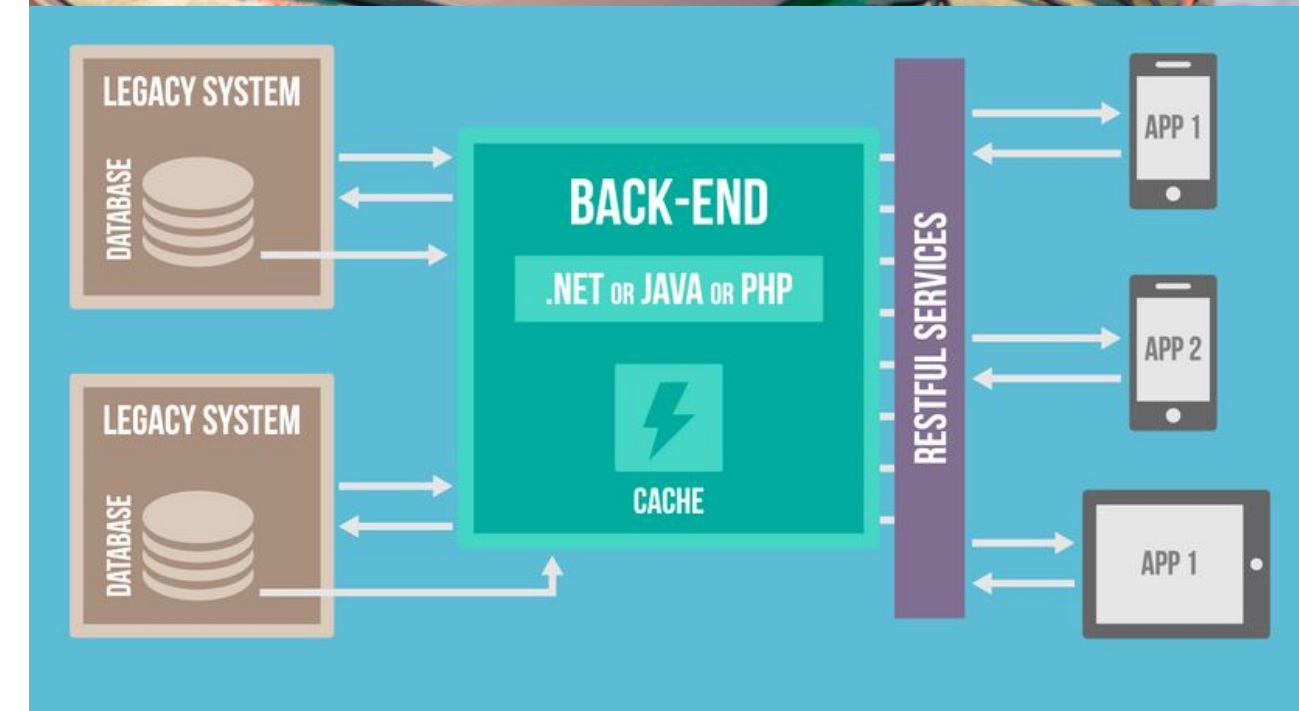 LEGACY SYSTEM
DATABASE
LEGACY SYSTEM
DATABASE
BACK-END
.NET OR JAVA OR PHP
CACHE
RESTFUL SERVICES
APP 1
APP 2
APP 1